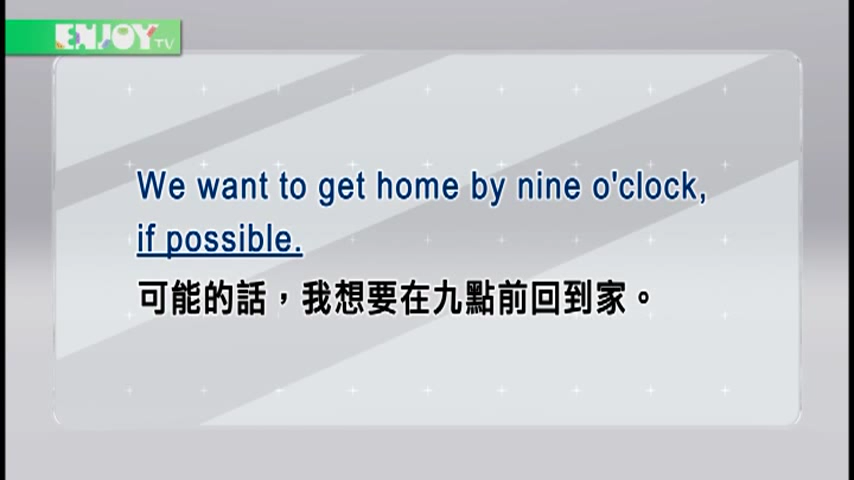 ENJOY TV
We want to get home by nine o'clock,
if possible.
可能的話，我想要在九點前回到家。